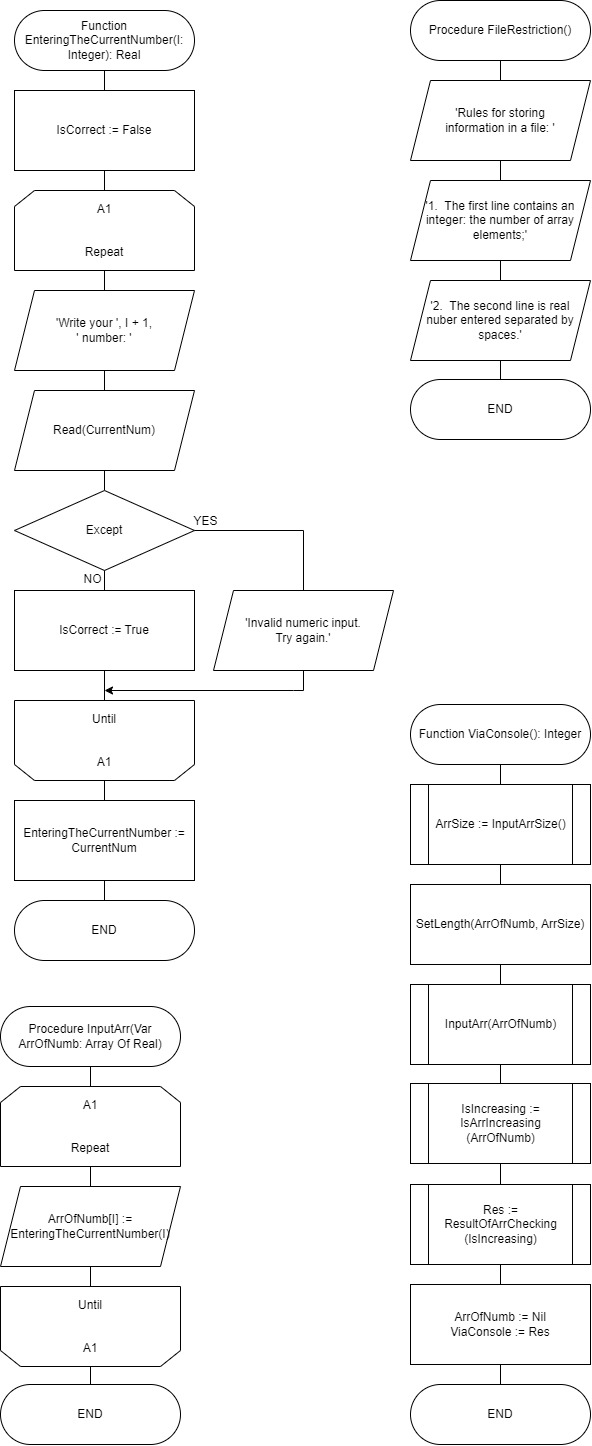 Function
EnteringTheCurrentNumber(I:
Integer): Real
IsCorrect := False
A1
Repeat
'Write your ', I + 1,
' number: '
Read(CurrentNum)
Except
YES
NO
IsCorrect := True
'Invalid numeric input.
Try again.'
Until
A1
EnteringTheCurrentNumber :=
CurrentNum
END
Procedure InputArr(Var
ArrOfNumb: Array Of Real)
A1
Repeat
ArrOfNumb[I] :=
EnteringTheCurrentNumber(I)
Until
A1
END
Procedure FileRestriction()
'Rules for storing
information in a file: '
'1.  The first line contains an
integer: the number of array
elements;'
'2.  The second line is real
nuber entered separated by
spaces.'
END
Function ViaConsole(): Integer
ArrSize := InputArrSize()
SetLength(ArrOfNumb, ArrSize)
InputArr(ArrOfNumb)
IsIncreasing :=
IsArrIncreasing
(ArrOfNumb)
Res :=
ResultOfArrChecking
(IsIncreasing)
ArrOfNumb := Nil
ViaConsole := Res
END